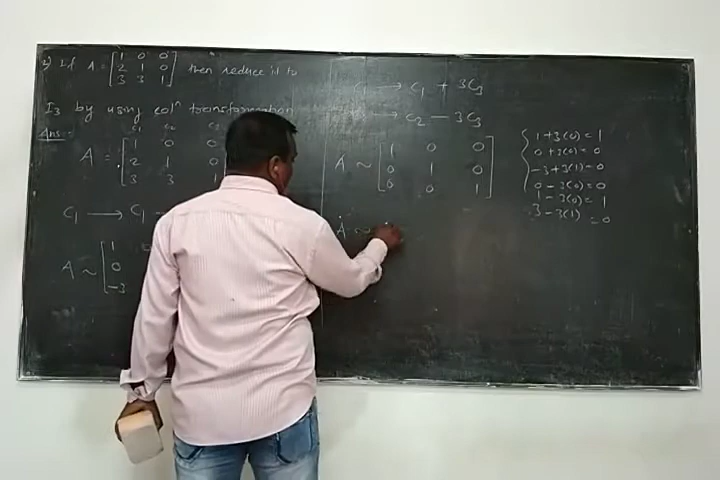 2) If A = [1 0 0
2 1 0
3 3 1] then reduce it to
I3 by using colⁿ transformation
Ans:-
C1 C2 C3
A = [1 0 0
2 1 0
3 3
C1 → C1 -
A ~ [1
0
-3
→ C1 + 3C3
→ C2 - 3C3
A ~ [1 0 0
0 1 0
0 0 1]
1+3(0) = 1
0+3(0) = 0
-3+3(1) = 0
0-3(0) = 0
1-3(0) = 1
3-3(1) = 0
A ~